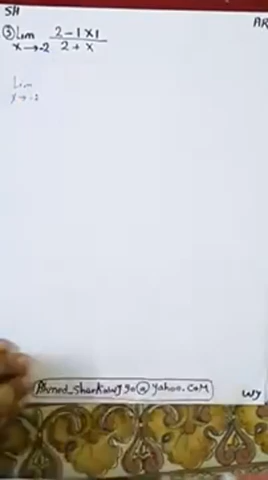 SH
AR
③ Lim 2 - |x|
x → -2 2 + x
Lim
x → -2
Ahmed_Sharkawy90@yahoo.com
WY